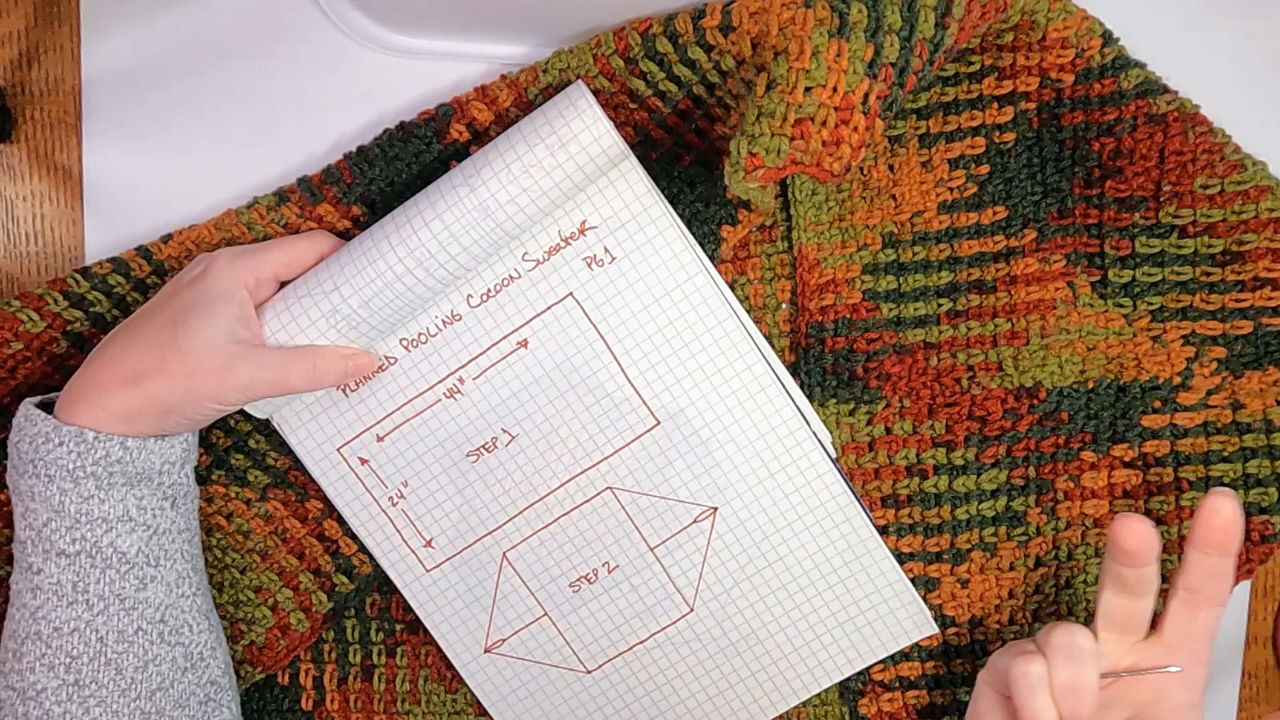 PLANNED POOLING COCOON SWEATER
PG 1
44"
STEP 1
24"
STEP 2